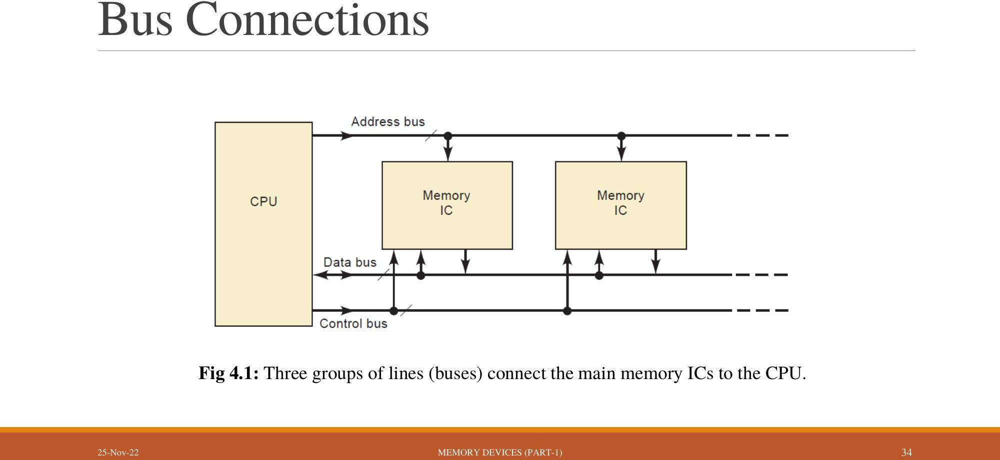 Bus Connections
Address bus
CPU
Memory
IC
Memory
IC
Data bus
Control bus
Fig 4.1: Three groups of lines (buses) connect the main memory ICs to the CPU.
25-Nov-22
MEMORY DEVICES (PART-1)
34